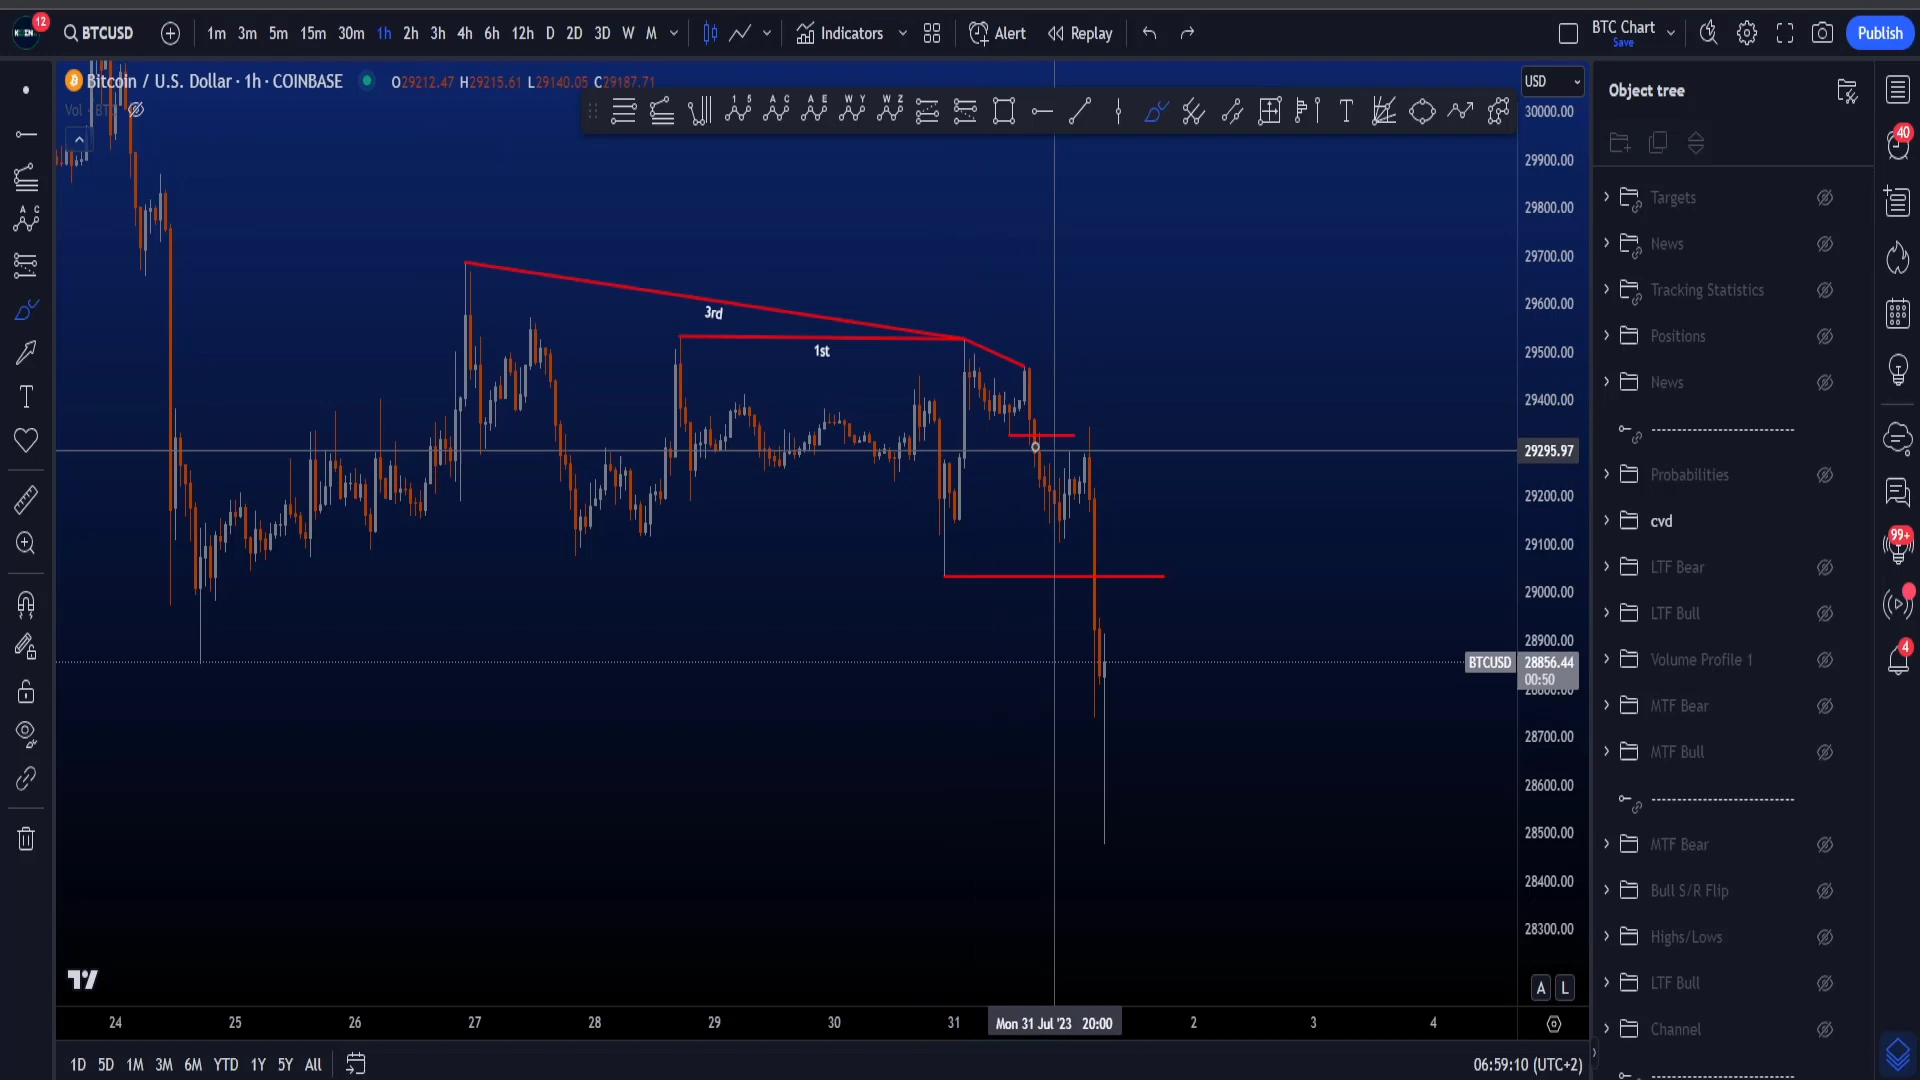 12
BTCUSD
1m 3m 5m 15m 30m 1h 2h 3h 4h 6h 12h D 2D 3D W M
Indicators
Alert
Replay
BTC Chart
Save
Publish
Bitcoin / U.S. Dollar · 1h · COINBASE
O29212.47 H29215.61 L29140.05 C29187.71
USD
3rd
1st
30000.00
29900.00
29800.00
29700.00
29600.00
29500.00
29400.00
29295.97
29200.00
29100.00
29000.00
28900.00
BTCUSD 28856.44
00:50
28800.00
28700.00
28600.00
28500.00
28400.00
28300.00
A L
24 25 26 27 28 29 30 31 Mon 31 Jul '23 20:00 2 3 4
1D 5D 1M 3M 6M YTD 1Y 5Y All
06:59:10 (UTC+2)
Object tree
Targets
News
Tracking Statistics
Positions
News
----------------------------
Probabilities
cvd
LTF Bear
LTF Bull
Volume Profile 1
MTF Bear
MTF Bull
----------------------------
MTF Bear
Bull S/R Flip
Highs/Lows
LTF Bull
Channel
40
99+
4